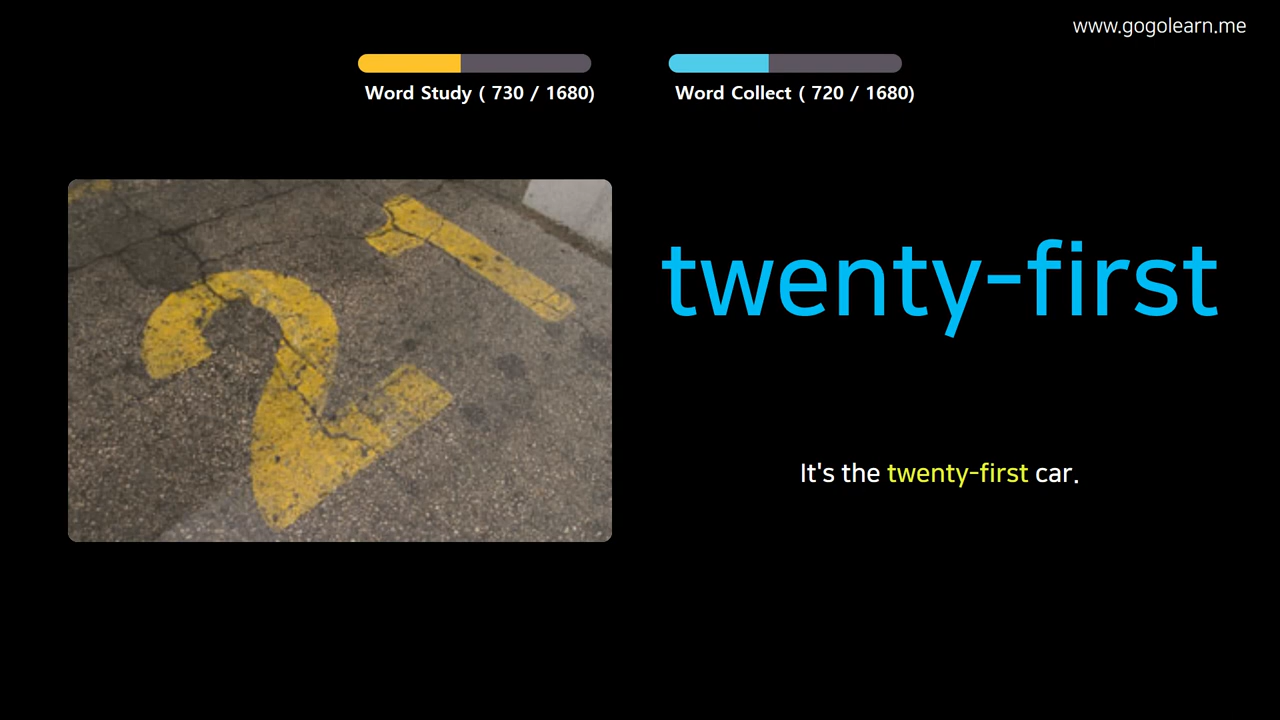 www.gogolearn.me
Word Study ( 730 / 1680)
Word Collect ( 720 / 1680)
21
twenty-first
It's the twenty-first car.